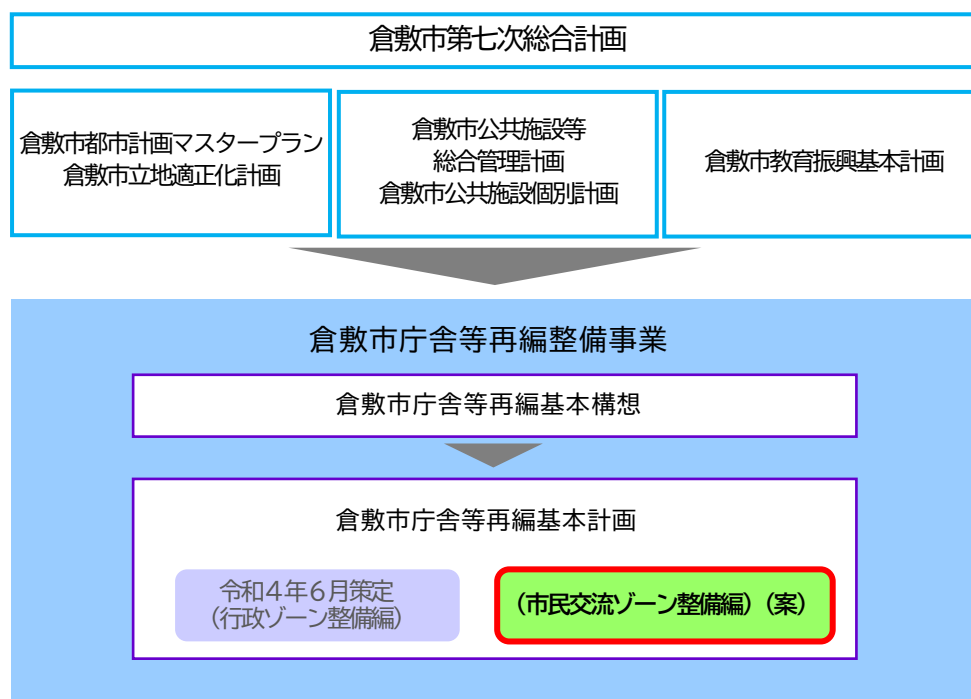 倉敷市第七次総合計画
倉敷市都市計画マスタープラン
倉敷市立地適正化計画
倉敷市公共施設等
総合管理計画
倉敷市公共施設個別計画
倉敷市教育振興基本計画
倉敷市庁舎等再編整備事業
倉敷市庁舎等再編基本構想
倉敷市庁舎等再編基本計画
令和４年６月策定
（行政ゾーン整備編）
（市民交流ゾーン整備編）（案）